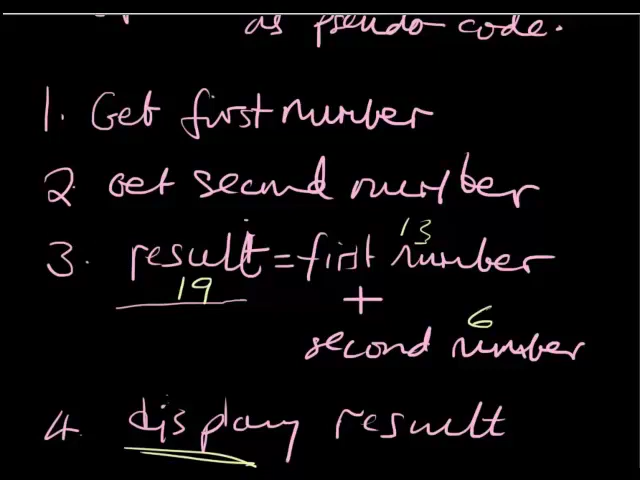 as pseudo code.
1. Get first number
2. Get second number
13
3. result = first number
19
+
6
second number
4. display result